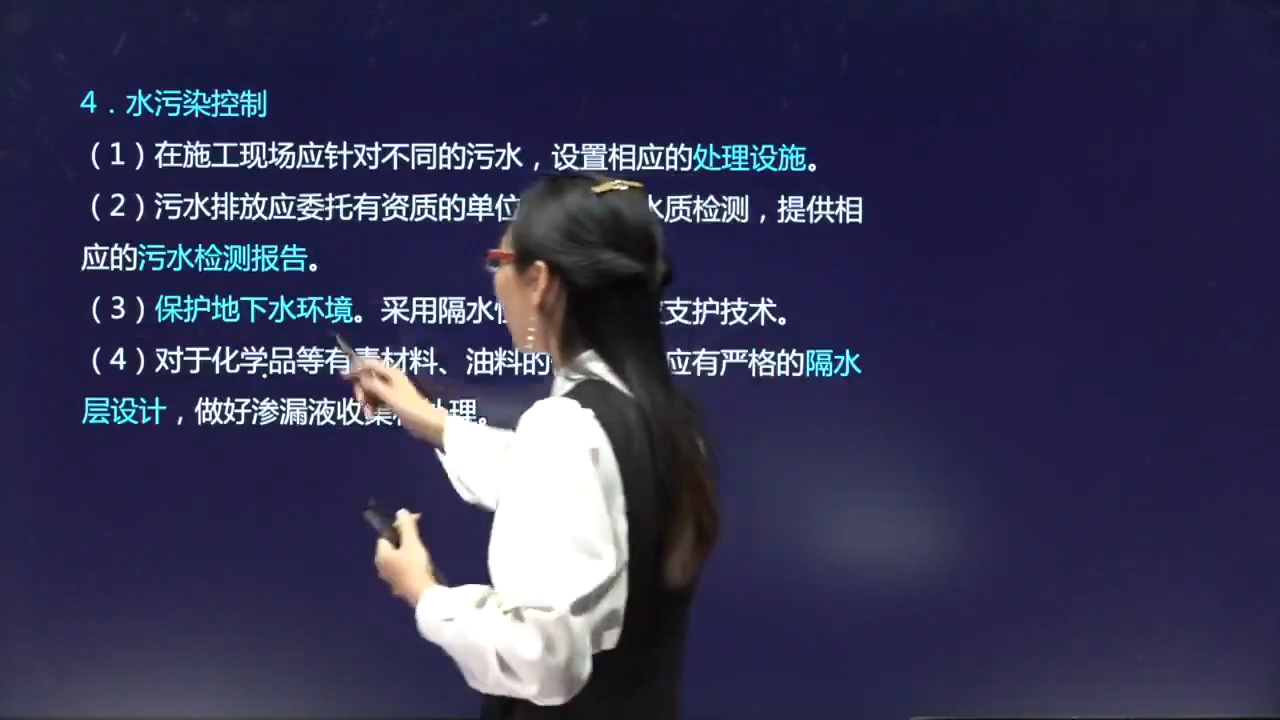 4．水污染控制
（1）在施工现场应针对不同的污水，设置相应的处理设施。
（2）污水排放应委托有资质的单位 水质检测，提供相
应的污水检测报告。
（3）保护地下水环境。采用隔水 支护技术。
（4）对于化学品等有毒材料、油料的 应有严格的隔水
层设计，做好渗漏液收集和处理。